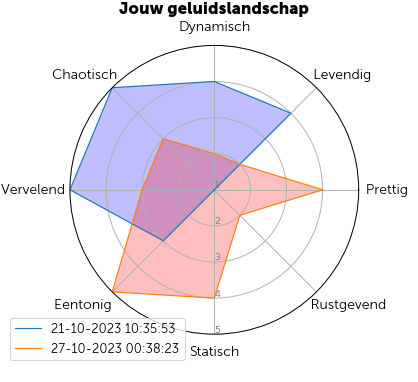 Jouw geluidslandschap
Dynamisch
Chaotisch
Levendig
Vervelend
1
Prettig
2
3
4
Eentonig
Rustgevend
5
21-10-2023 10:35:53
27-10-2023 00:38:23
Statisch